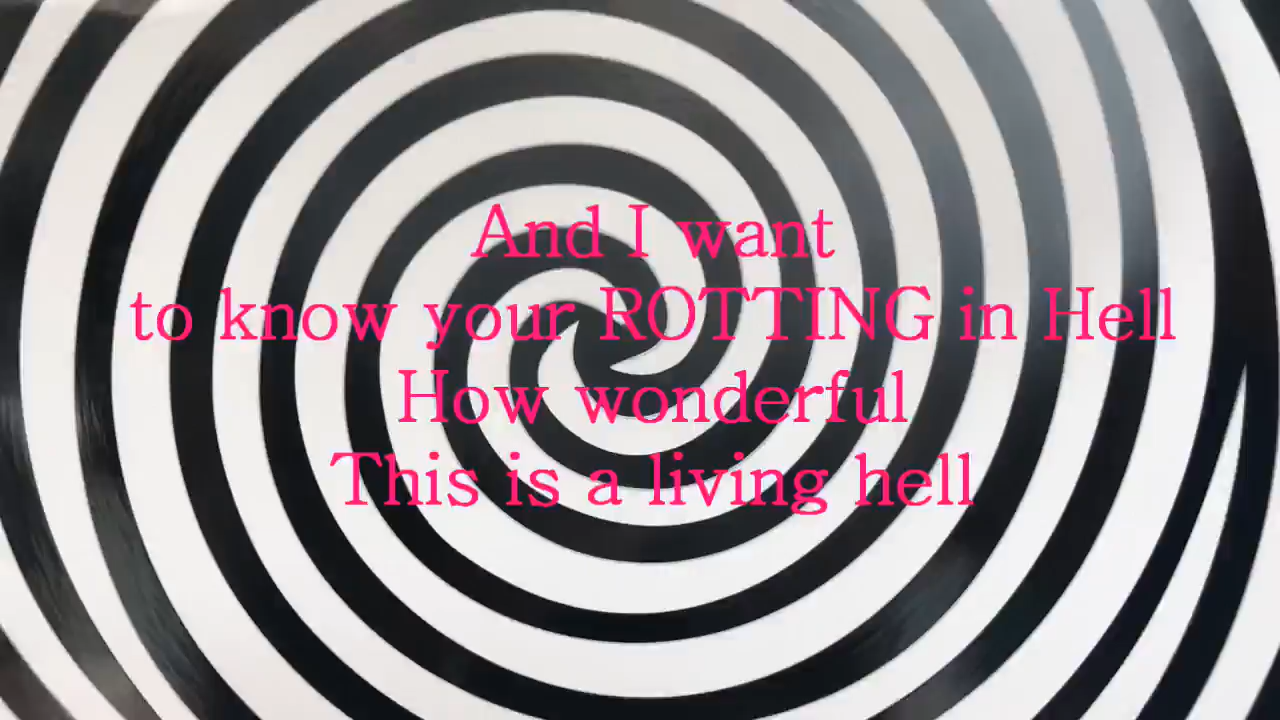 And I want
to know your ROTTING in Hell
How wonderful
This is a living hell